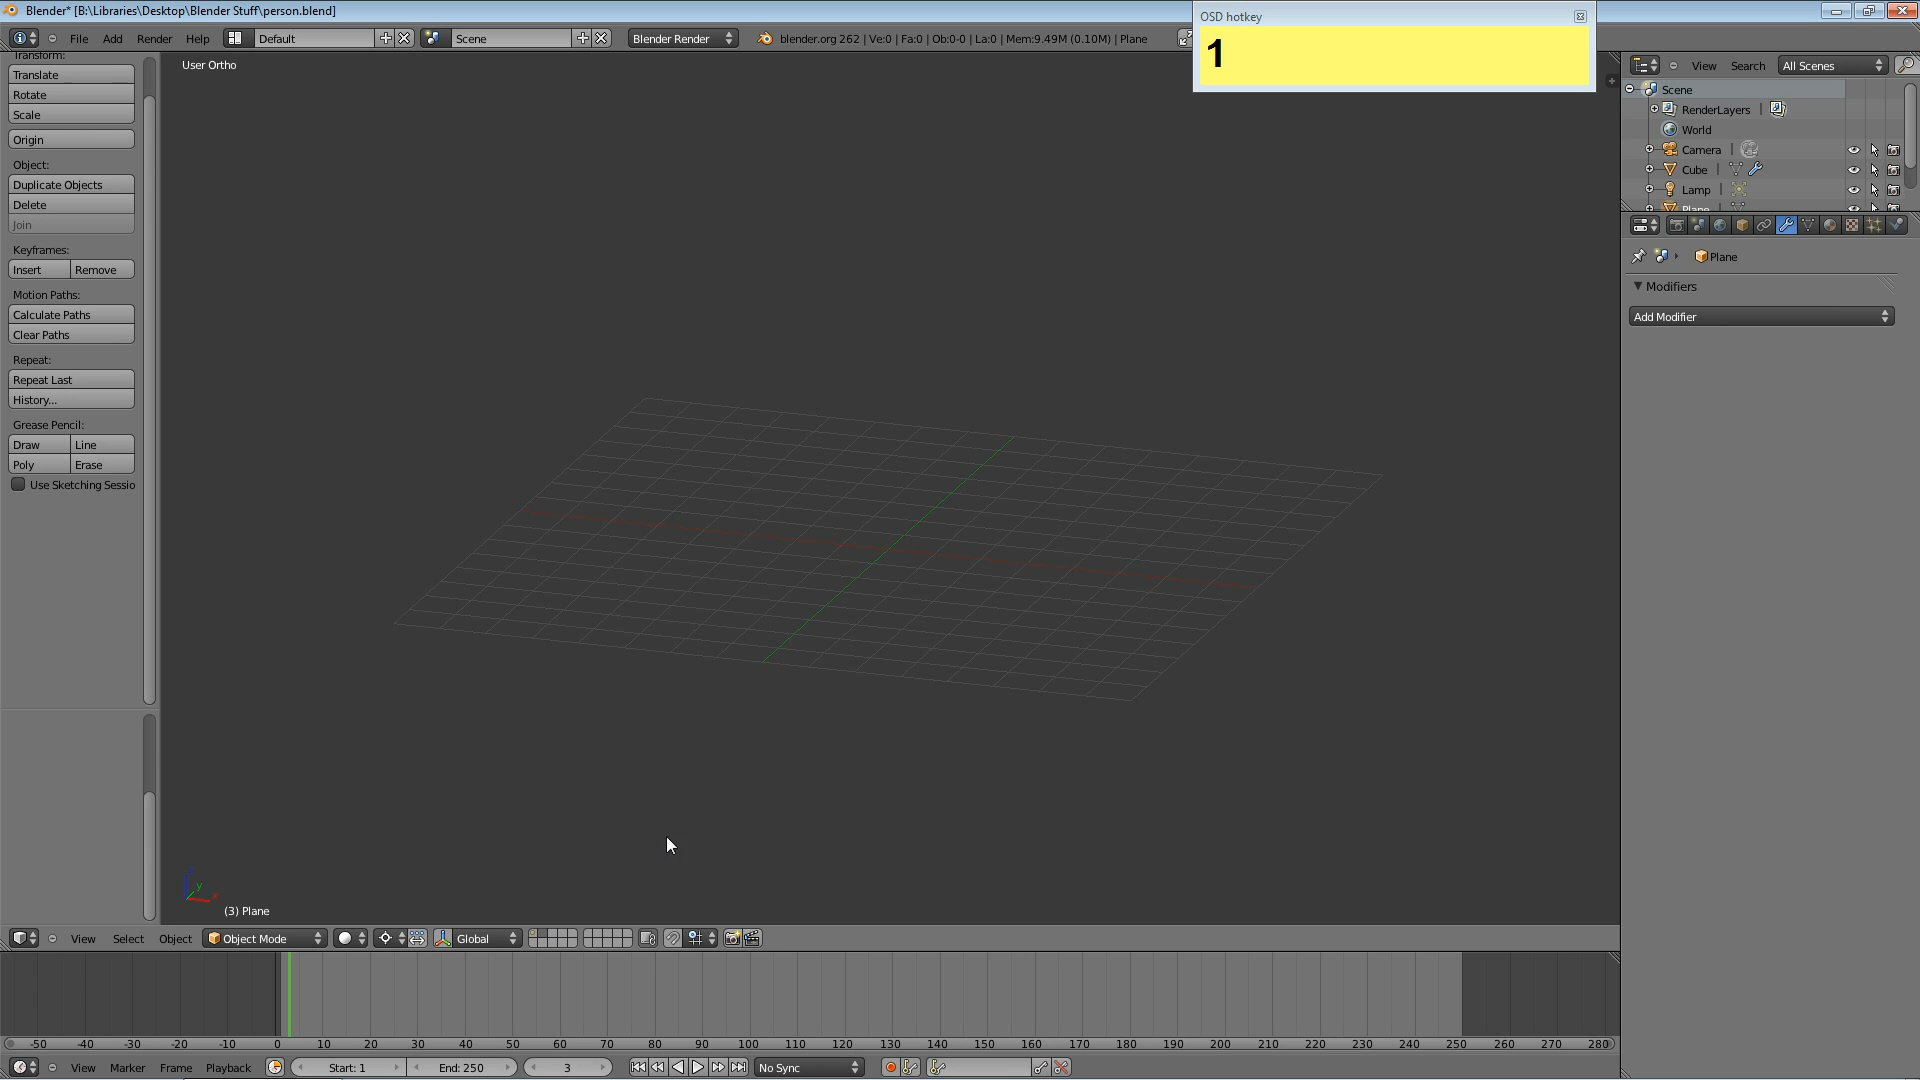 Blender* [B:\Libraries\Desktop\Blender Stuff\person.blend]
OSD hotkey
1
File Add Render Help Default Scene Blender Render blender.org 262 | Ve:0 | Fa:0 | Ob:0-0 | La:0 | Mem:9.49M (0.10M) | Plane
Transform:
Translate
Rotate
Scale
Origin
Object:
Duplicate Objects
Delete
Join
Keyframes:
Insert Remove
Motion Paths:
Calculate Paths
Clear Paths
Repeat:
Repeat Last
History...
Grease Pencil:
Draw Line
Poly Erase
Use Sketching Sessio
User Ortho
y
x
(3) Plane
View Search All Scenes
Scene
RenderLayers |
World
Camera |
Cube |
Lamp |
Plane |
Plane
Modifiers
Add Modifier
View Select Object Object Mode Global
-50 -40 -30 -20 -10 0 10 20 30 40 50 60 70 80 90 100 110 120 130 140 150 160 170 180 190 200 210 220 230 240 250 260 270 280
View Marker Frame Playback Start: 1 End: 250 3 No Sync